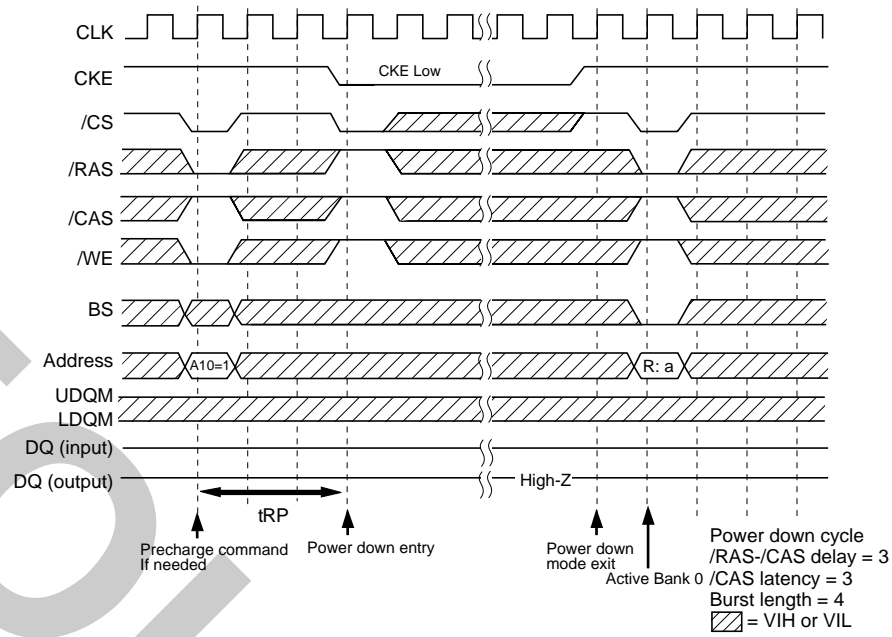 CLK
CKE
CKE Low
/CS
/RAS
/CAS
/WE
BS
Address
A10=1
R: a
UDQM
LDQM
DQ (input)
DQ (output)
High-Z
tRP
Precharge command
If needed
Power down entry
Power down
mode exit
Active Bank 0
Power down cycle
/RAS-/CAS delay = 3
/CAS latency = 3
Burst length = 4
= VIH or VIL